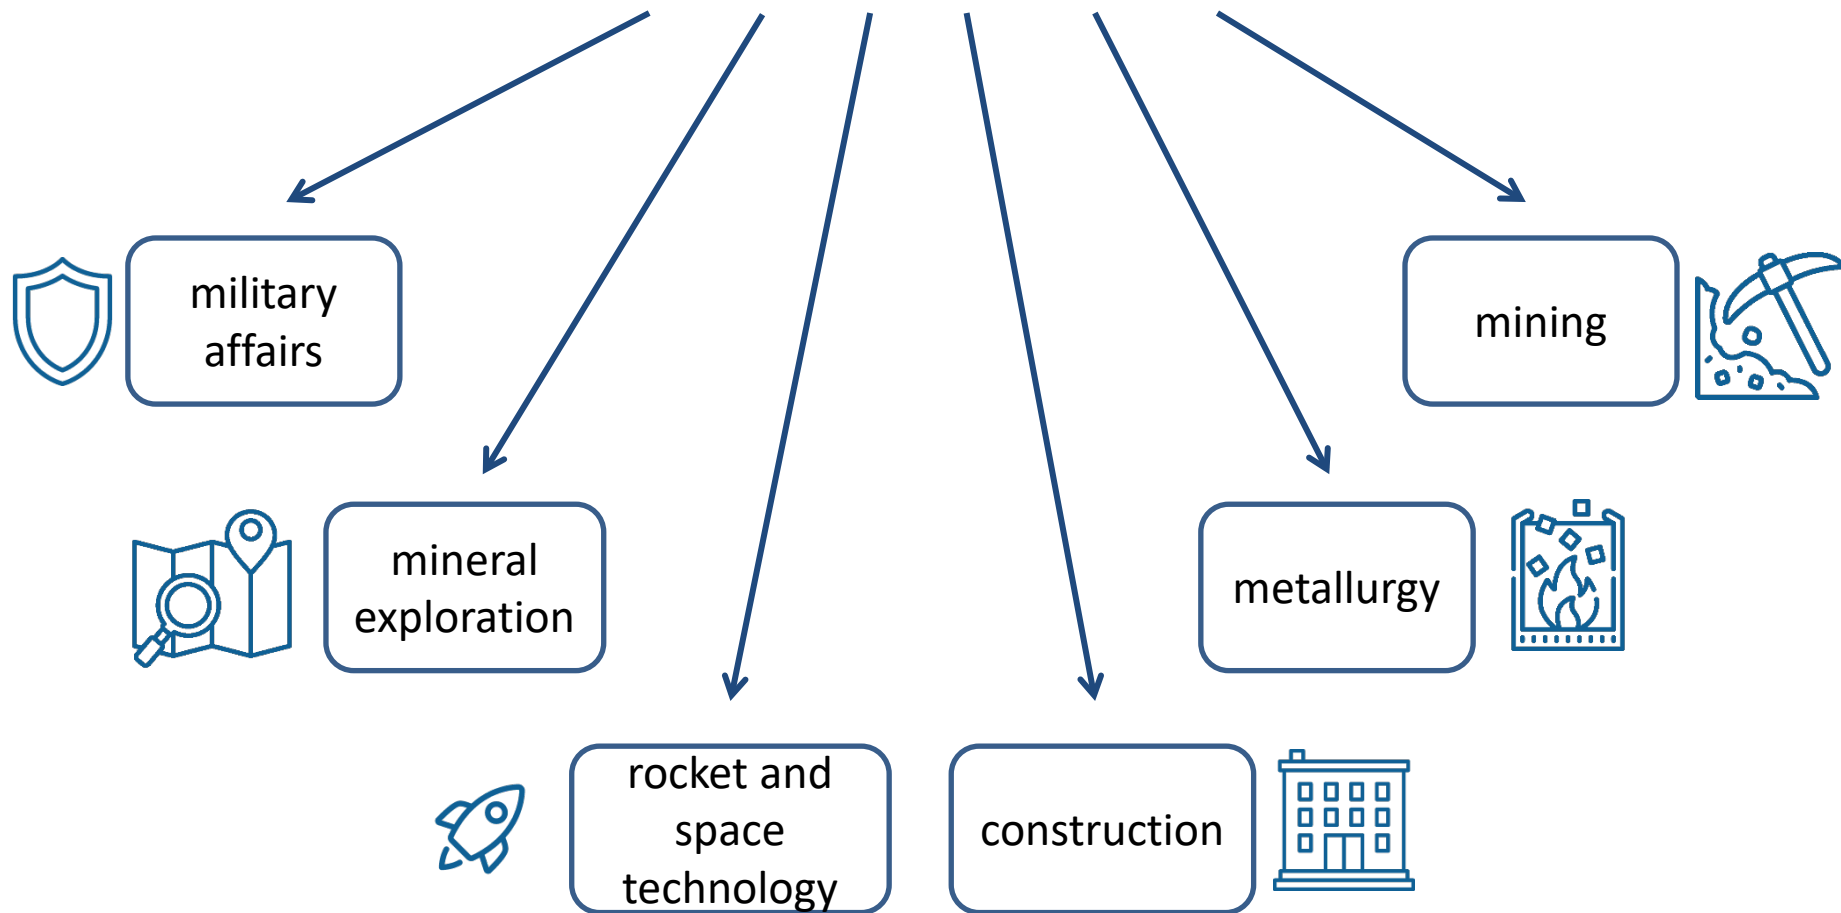 military
affairs
mining
mineral
exploration
metallurgy
rocket and
space
technology
construction